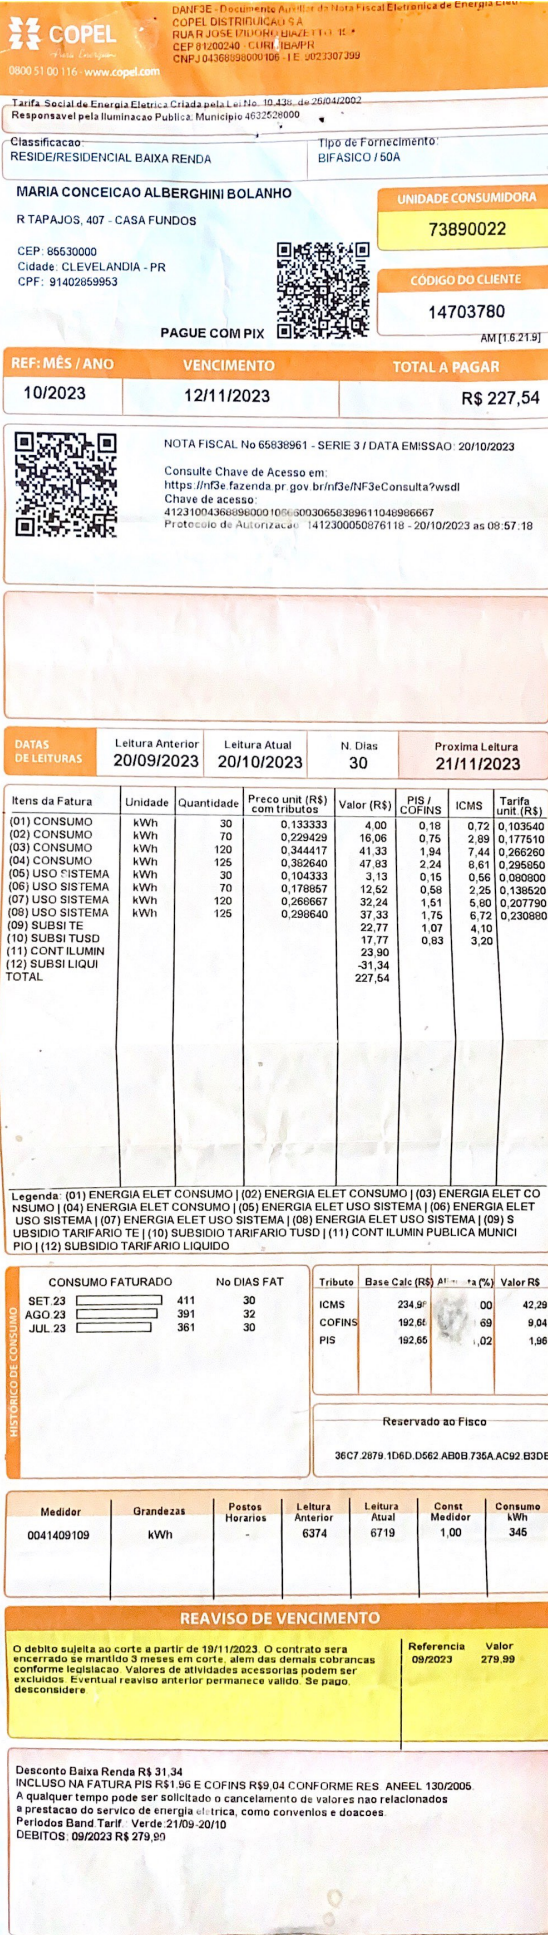 DANF3E - Documento Auxiliar da Nota Fiscal Eletronica de Energia
COPEL DISTRIBUICAO S.A
COPEL
Pura Energia
RUA R JOSE IZIDORO BIAZETTO, 15
CEP 81200240 - CURITIBA/PR
CNPJ 04368898000106 - I.E. 9023307399
0800 51 00 116 - www.copel.com
Tarifa Social de Energia Eletrica Criada pela Lei No. 10.438, de 26/04/2002
Responsavel pela Iluminacao Publica: Municipio 4632528000
Classificacao:
RESIDE/RESIDENCIAL BAIXA RENDA
Tipo de Fornecimento:
BIFASICO / 50A
MARIA CONCEICAO ALBERGHINI BOLANHO
R TAPAJOS, 407 - CASA FUNDOS
CEP: 85530000
Cidade: CLEVELANDIA - PR
CPF: 91402859953
UNIDADE CONSUMIDORA
73890022
CÓDIGO DO CLIENTE
14703780
PAGUE COM PIX
AM [1.6.21.9]
REF: MÊS / ANO VENCIMENTO TOTAL A PAGAR
10/2023 12/11/2023 R$ 227,54
NOTA FISCAL No 65838961 - SERIE 3 / DATA EMISSAO: 20/10/2023
Consulte Chave de Acesso em:
https://nf3e.fazenda.pr.gov.br/nf3e/NF3eConsulta?wsdl
Chave de acesso:
Protocolo de Autorizacao 1412300050876118 - 20/10/2023 as 08:57:18
DATAS DE LEITURAS
Leitura Anterior Leitura Atual N. Dias Proxima Leitura
20/09/2023 20/10/2023 30 21/11/2023
Itens da Fatura Unidade Quantidade Preco unit (R$) com tributos Valor (R$) PIS / COFINS ICMS Tarifa unit.(R$)
(01) CONSUMO kWh 30 0,133333 4,00 0,18 0,72 0,103540
(02) CONSUMO kWh 70 0,229429 16,06 0,75 2,89 0,177510
(03) CONSUMO kWh 120 0,344417 41,33 1,94 7,44 0,266260
(04) CONSUMO kWh 125 0,382640 47,83 2,24 8,61 0,295850
(05) USO SISTEMA kWh 30 0,104333 3,13 0,15 0,56 0,080800
(06) USO SISTEMA kWh 70 0,178857 12,52 0,58 2,25 0,138520
(07) USO SISTEMA kWh 120 0,268667 32,24 1,51 5,80 0,207790
(08) USO SISTEMA kWh 125 0,298640 37,33 1,75 6,72 0,230880
(09) SUBSI TE 22,77 1,07 4,10
(10) SUBSI TUSD 17,77 0,83 3,20
(11) CONT ILUMIN 23,90
(12) SUBSI LIQUI -31,34
TOTAL 227,54
Legenda: (01) ENERGIA ELET CONSUMO | (02) ENERGIA ELET CONSUMO | (03) ENERGIA ELET CO
NSUMO | (04) ENERGIA ELET CONSUMO | (05) ENERGIA ELET USO SISTEMA | (06) ENERGIA ELET
USO SISTEMA | (07) ENERGIA ELET USO SISTEMA | (08) ENERGIA ELET USO SISTEMA | (09) S
UBSIDIO TARIFARIO TE | (10) SUBSIDIO TARIFARIO TUSD | (11) CONT ILUMIN PUBLICA MUNICI
PIO | (12) SUBSIDIO TARIFARIO LIQUIDO
HISTÓRICO DE CONSUMO
CONSUMO FATURADO No DIAS FAT
SET.23 411 30
AGO.23 391 32
JUL.23 361 30
Tributo Base Calc (R$) (%) Valor R$
ICMS 234,98 00 42,29
COFINS 192,65 69 9,04
PIS 192,65 ,02 1,96
Reservado ao Fisco
36C7.2879.1D6D.D562.AB0B.735A.AC92.B3DE
Medidor Grandezas Postos Horarios Leitura Anterior Leitura Atual Const Medidor Consumo kWh
0041409109 kWh - 6374 6719 1,00 345
REAVISO DE VENCIMENTO
O debito sujeita ao corte a partir de 19/11/2023. O contrato sera
encerrado se mantido 3 meses em corte, alem das demais cobrancas
conforme legislacao. Valores de atividades acessorias podem ser
excluidos. Eventual reaviso anterior permanece valido. Se pago,
desconsidere
Referencia Valor
09/2023 279,99
Desconto Baixa Renda R$ 31,34
INCLUSO NA FATURA PIS R$1,96 E COFINS R$9,04 CONFORME RES. ANEEL 130/2005.
A qualquer tempo pode ser solicitado o cancelamento de valores nao relacionados
a prestacao do servico de energia eletrica, como convenios e doacoes.
Periodos Band.Tarif.: Verde:21/09-20/10
DEBITOS: 09/2023 R$ 279,99